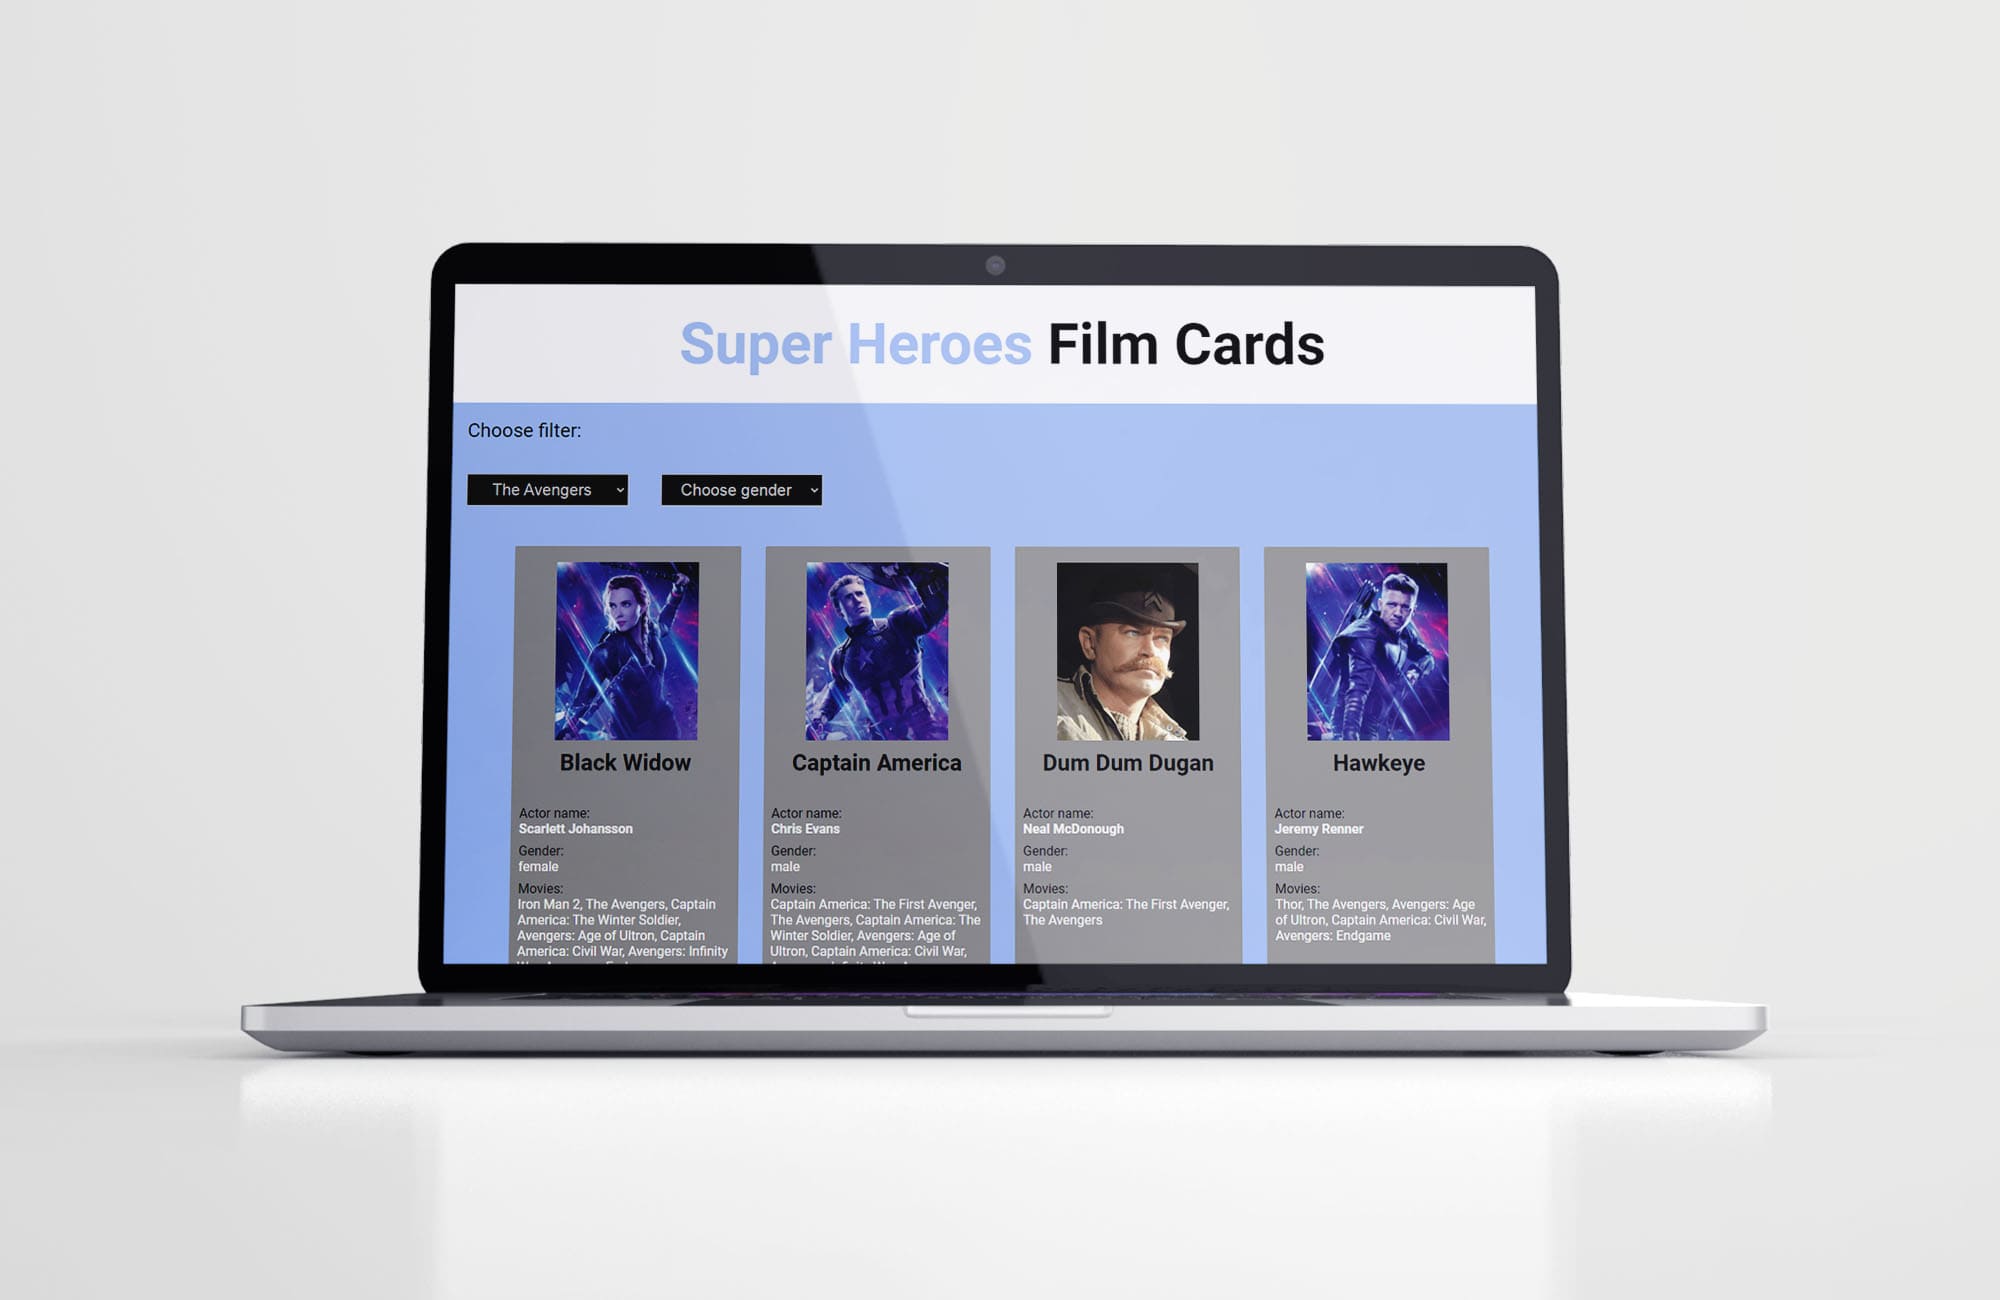 Super Heroes Film Cards
Choose filter:
The Avengers
Choose gender
Black Widow
Actor name:
Scarlett Johansson
Gender:
female
Movies:
Iron Man 2, The Avengers, Captain
America: The Winter Soldier,
Avengers: Age of Ultron, Captain
America: Civil War, Avengers: Infinity
Captain America
Actor name:
Chris Evans
Gender:
male
Movies:
Captain America: The First Avenger,
The Avengers, Captain America: The
Winter Soldier, Avengers: Age of
Ultron, Captain America: Civil War,
Dum Dum Dugan
Actor name:
Neal McDonough
Gender:
male
Movies:
Captain America: The First Avenger,
The Avengers
Hawkeye
Actor name:
Jeremy Renner
Gender:
male
Movies:
Thor, The Avengers, Avengers: Age
of Ultron, Captain America: Civil War,
Avengers: Endgame